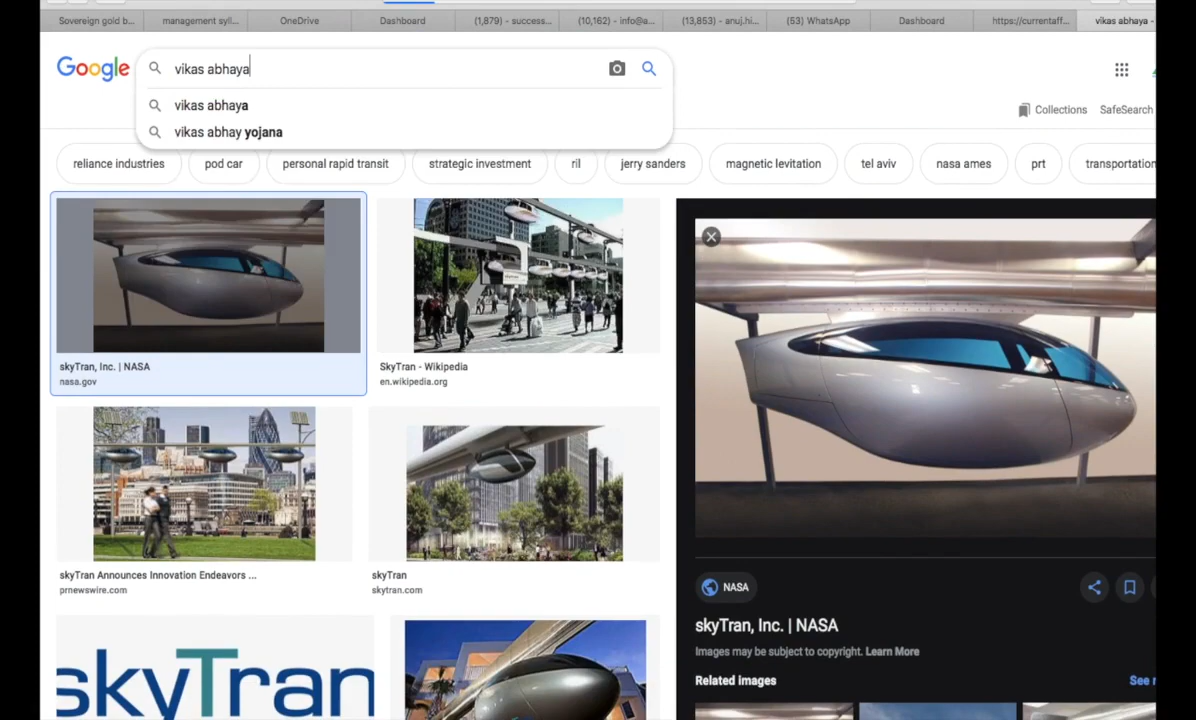 Sovereign gold b...
management syll...
OneDrive
Dashboard
(1,879) - success...
(10,162) - info@a...
(13,853) - anuj.hi...
(53) WhatsApp
Dashboard
https://currentaff...
vikas abhaya -
Google
vikas abhaya
vikas abhaya
vikas abhay yojana
Collections
SafeSearch
reliance industries
pod car
personal rapid transit
strategic investment
ril
jerry sanders
magnetic levitation
tel aviv
nasa ames
prt
transportation
skyTran, Inc. | NASA
nasa.gov
SkyTran - Wikipedia
en.wikipedia.org
skyTran Announces Innovation Endeavors ...
prnewswire.com
skyTran
skytran.com
skyTran
NASA
skyTran, Inc. | NASA
Images may be subject to copyright. Learn More
Related images
See